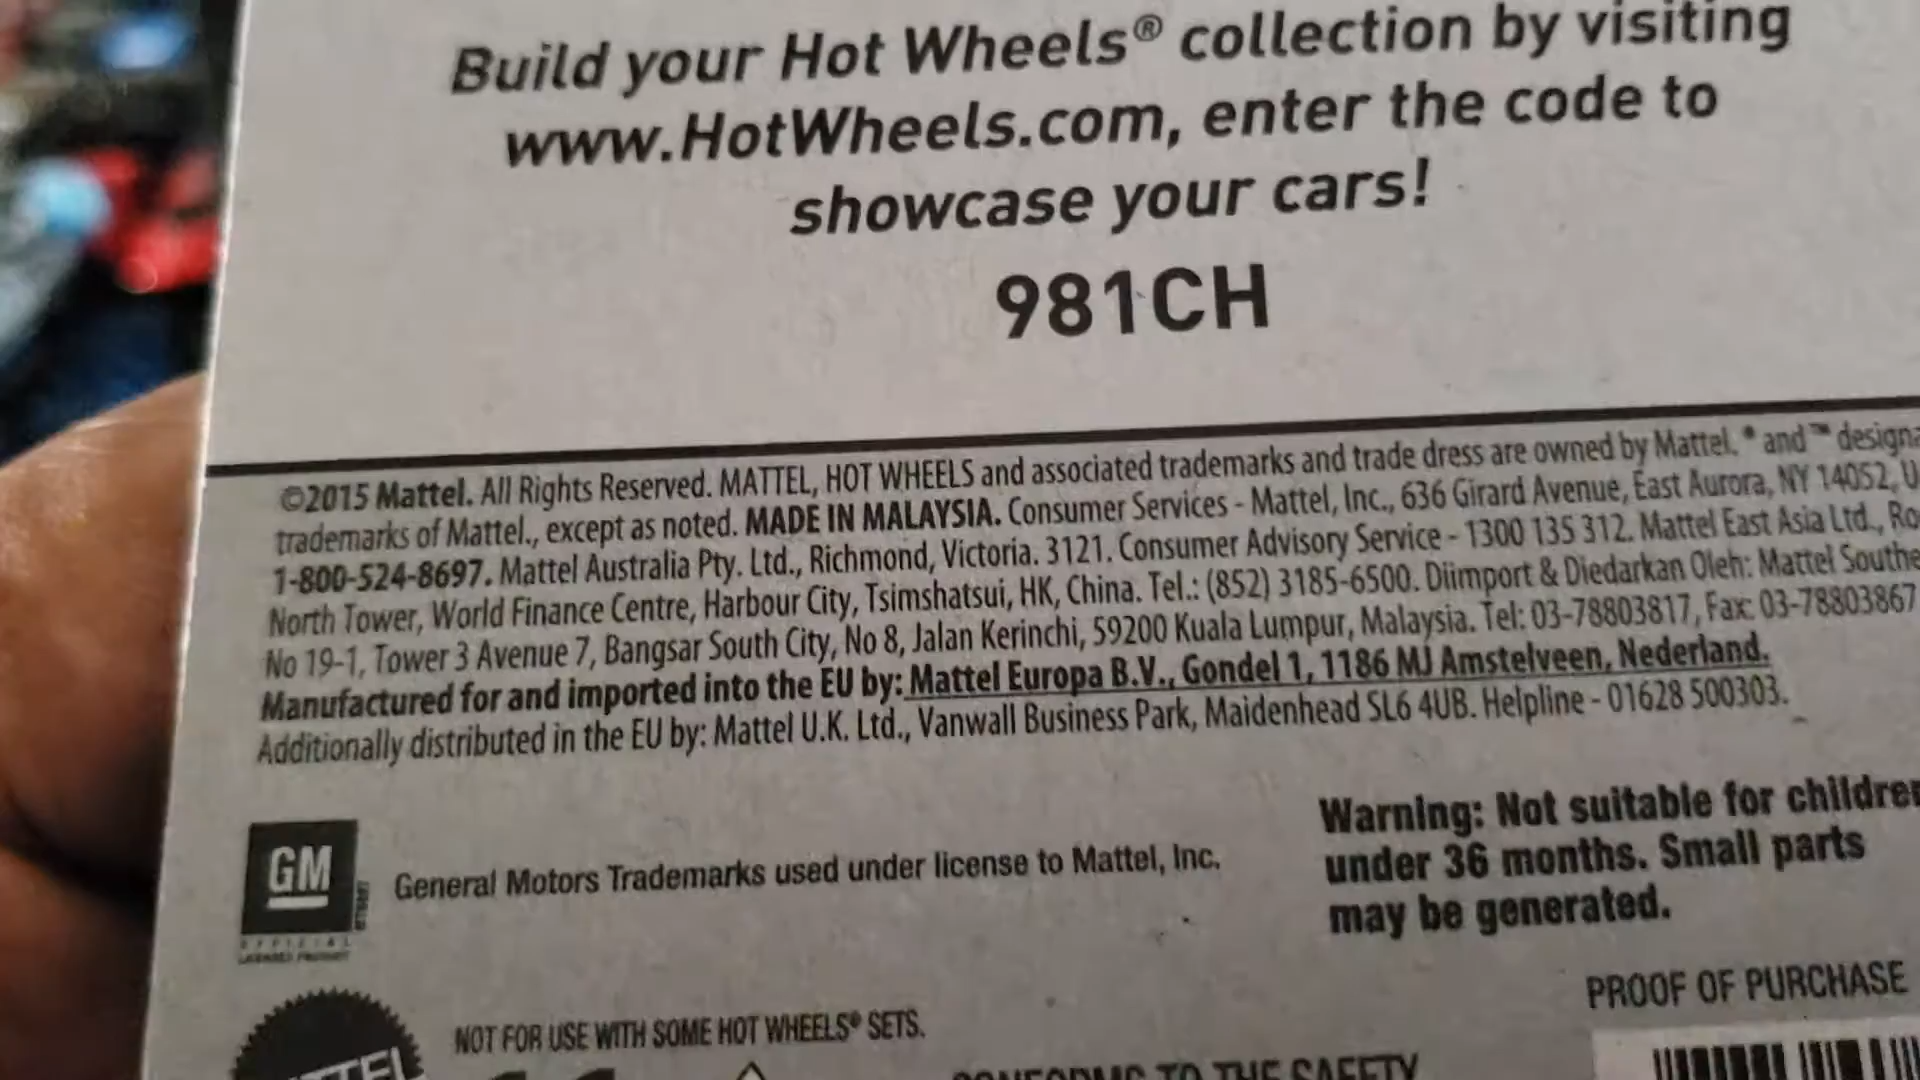 Build your Hot Wheels® collection by visiting
www.HotWheels.com, enter the code to
showcase your cars!
981CH
©2015 Mattel. All Rights Reserved. MATTEL, HOT WHEELS and associated trademarks and trade dress are owned by Mattel. ® and ™ designa
trademarks of Mattel., except as noted. MADE IN MALAYSIA. Consumer Services - Mattel, Inc., 636 Girard Avenue, East Aurora, NY 14052, U
1-800-524-8697. Mattel Australia Pty. Ltd., Richmond, Victoria. 3121. Consumer Advisory Service - 1300 135 312. Mattel East Asia Ltd., Ro
North Tower, World Finance Centre, Harbour City, Tsimshatsui, HK, China. Tel.: (852) 3185-6500. Diimport & Diedarkan Oleh: Mattel Southe
No 19-1, Tower 3 Avenue 7, Bangsar South City, No 8, Jalan Kerinchi, 59200 Kuala Lumpur, Malaysia. Tel: 03-78803817, Fax: 03-78803867
Manufactured for and imported into the EU by: Mattel Europa B.V., Gondel 1, 1186 MJ Amstelveen, Nederland.
Additionally distributed in the EU by: Mattel U.K. Ltd., Vanwall Business Park, Maidenhead SL6 4UB. Helpline - 01628 500303.
GM
OFFICIAL
LICENSED PRODUCT
General Motors Trademarks used under license to Mattel, Inc.
Warning: Not suitable for children
under 36 months. Small parts
may be generated.
PROOF OF PURCHASE
NOT FOR USE WITH SOME HOT WHEELS® SETS.
CONFORMS TO THE SAFETY